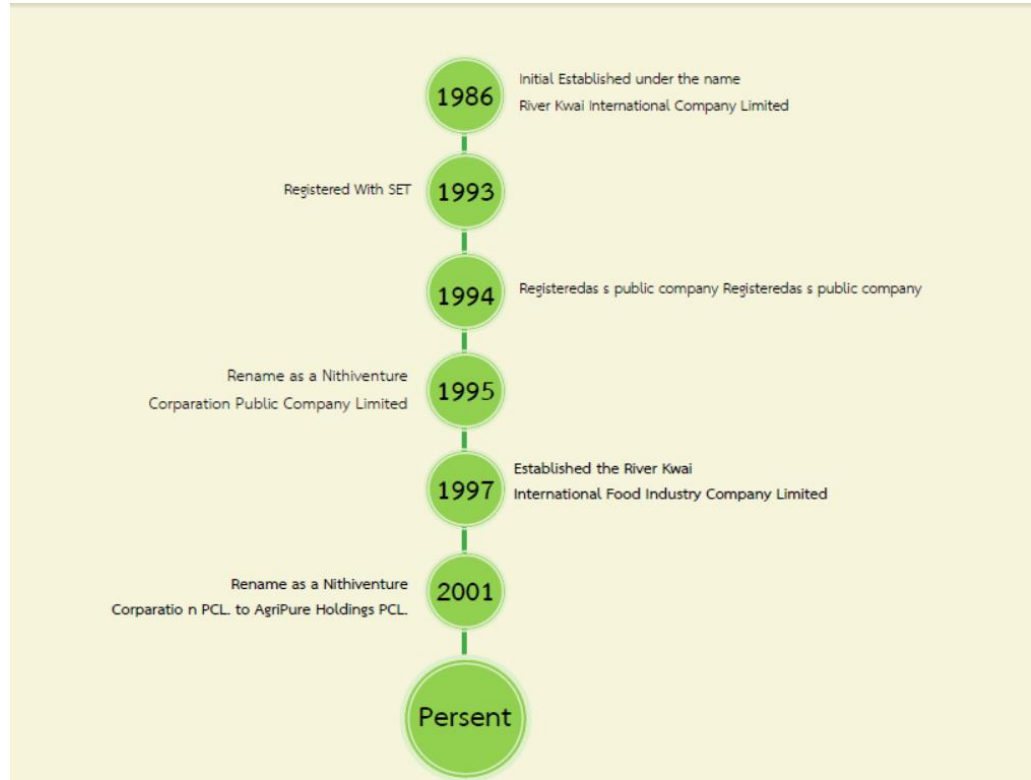 1986
Initial Established under the name
River Kwai International Company Limited
Registered With SET
1993
1994
Registeredas s public company Registeredas s public company
Rename as a Nithiventure
Corparation Public Company Limited
1995
1997
Established the River Kwai
International Food Industry Company Limited
Rename as a Nithiventure
Corparatio n PCL. to AgriPure Holdings PCL.
2001
Persent